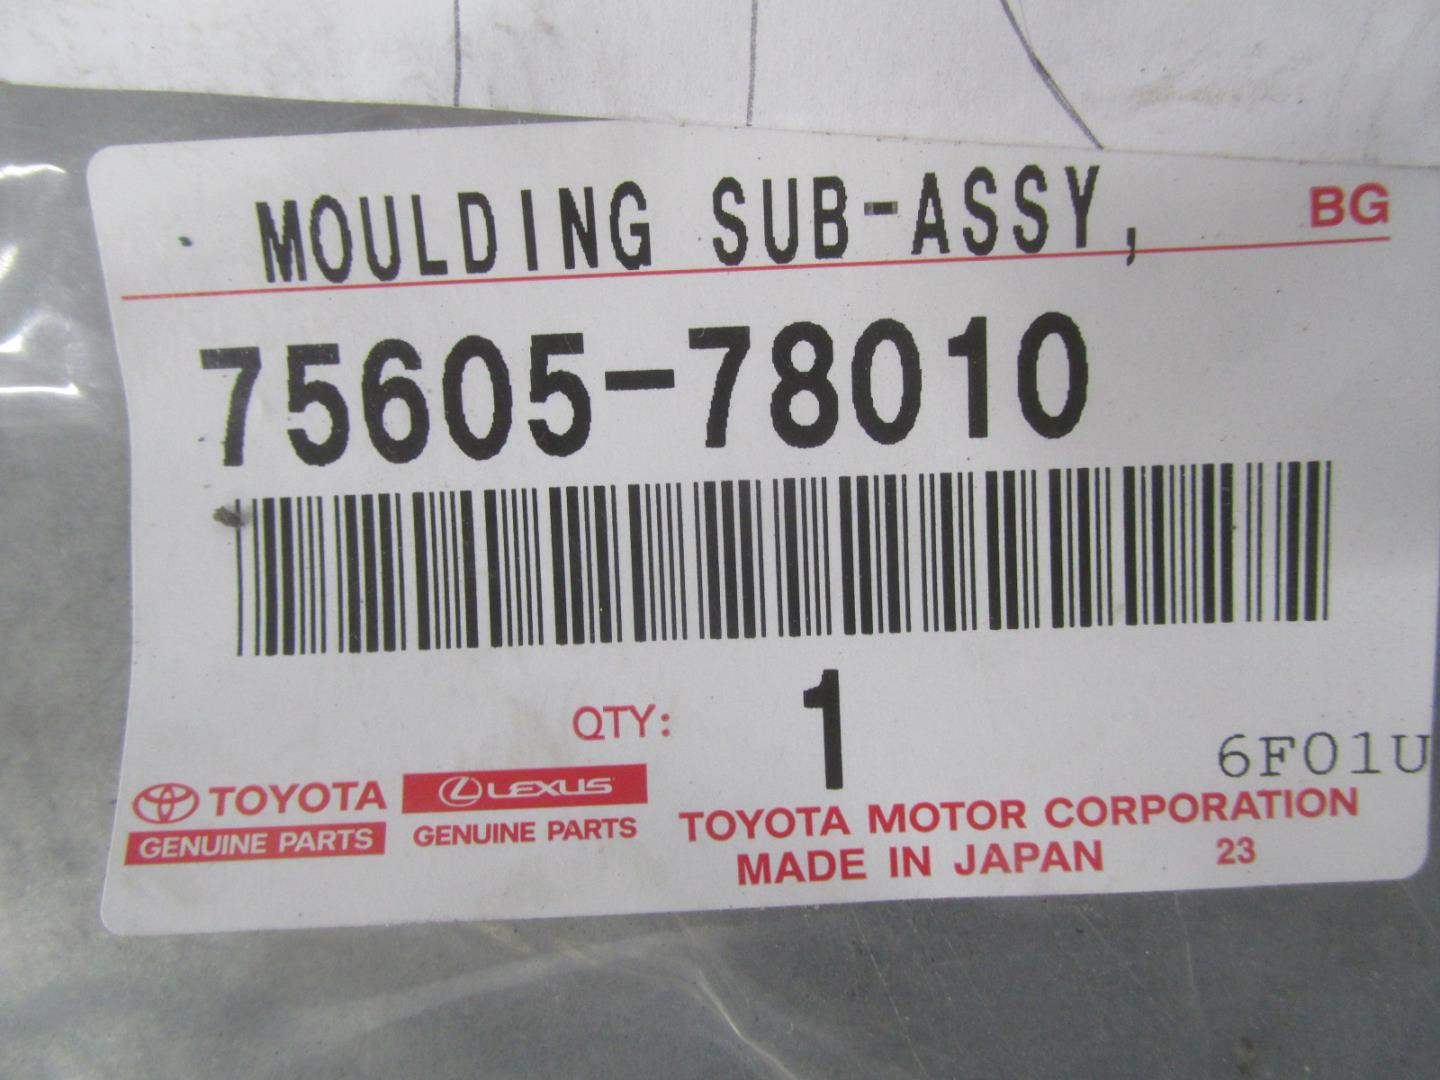 MOULDING SUB-ASSY, BG
75605-78010
QTY: 1
6F01U
TOYOTA LEXUS
GENUINE PARTS GENUINE PARTS
TOYOTA MOTOR CORPORATION
MADE IN JAPAN 23